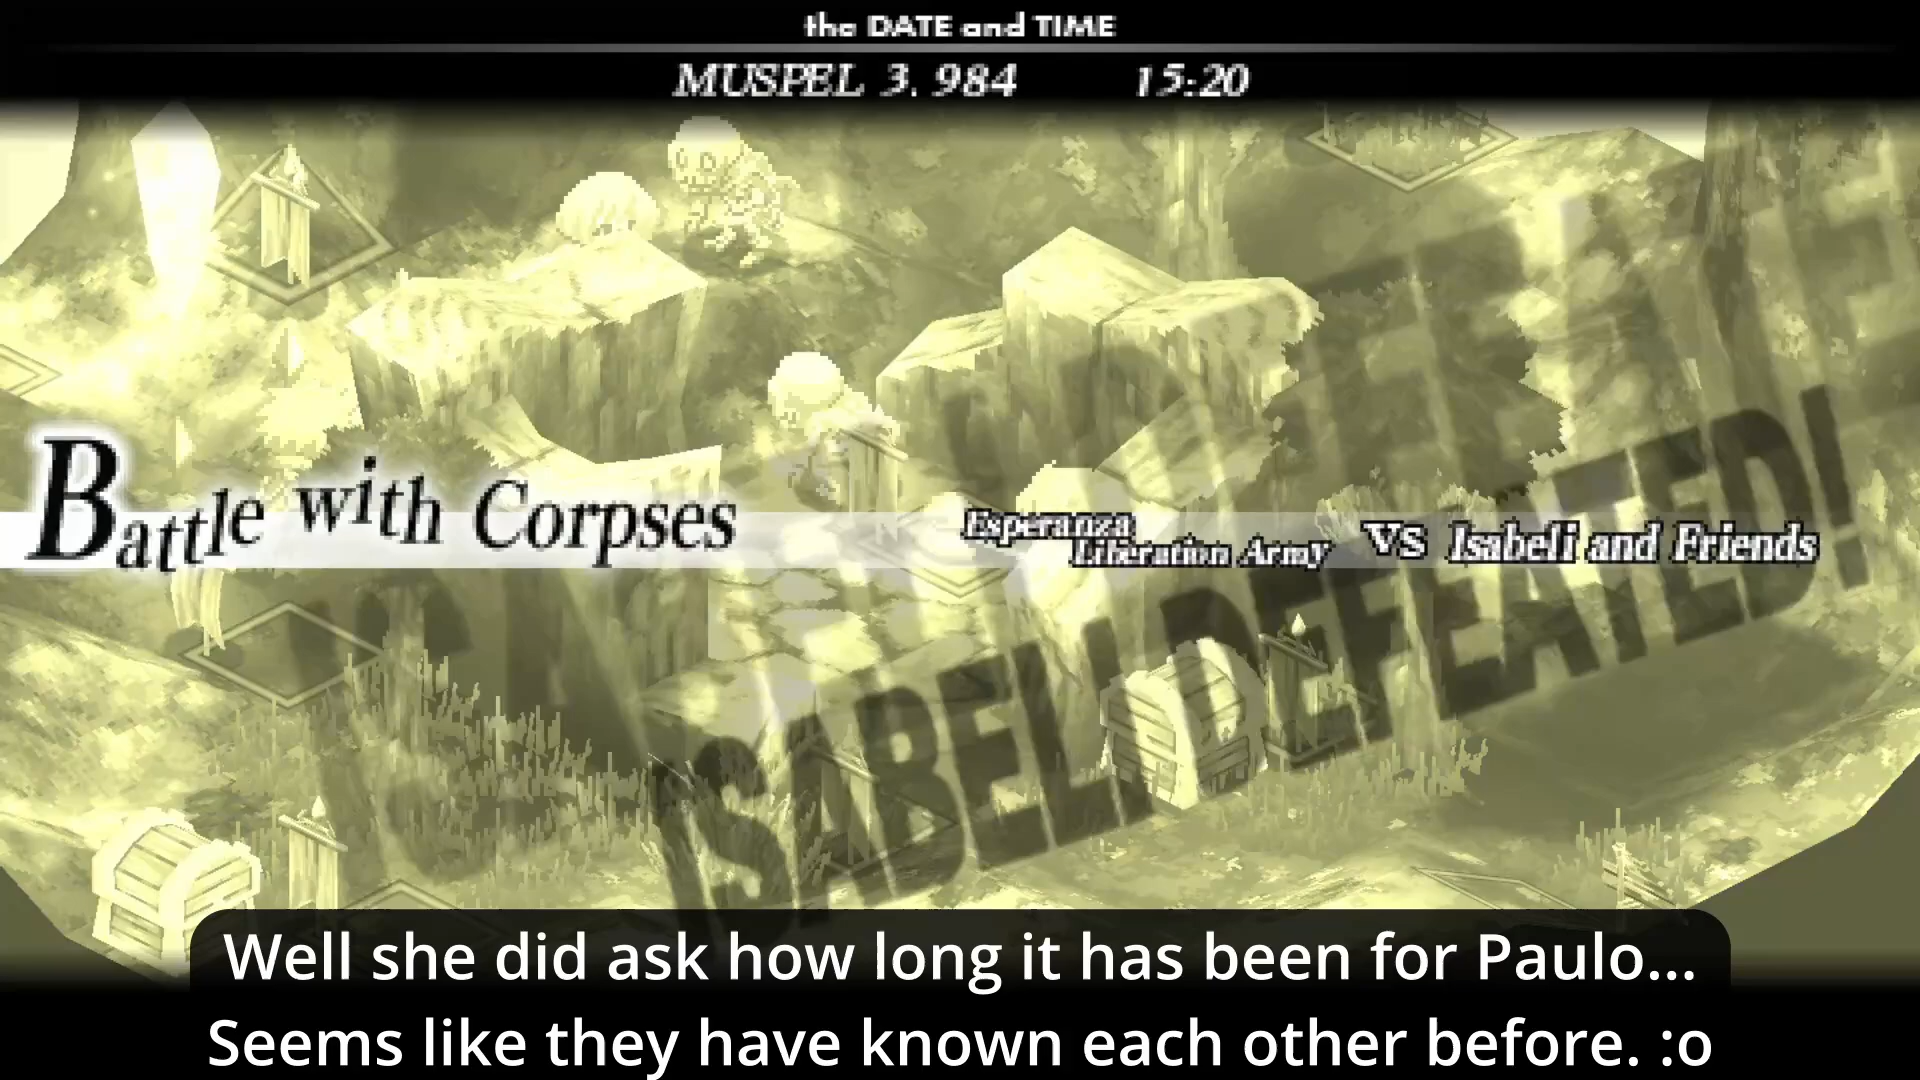 the DATE and TIME
MUSPEL 3. 984 15:20
Battle with Corpses
Esperanza
Liberation Army VS Isabeli and Friends
ISABELI DEFEATED!
Well she did ask how long it has been for Paulo...
Seems like they have known each other before. :o